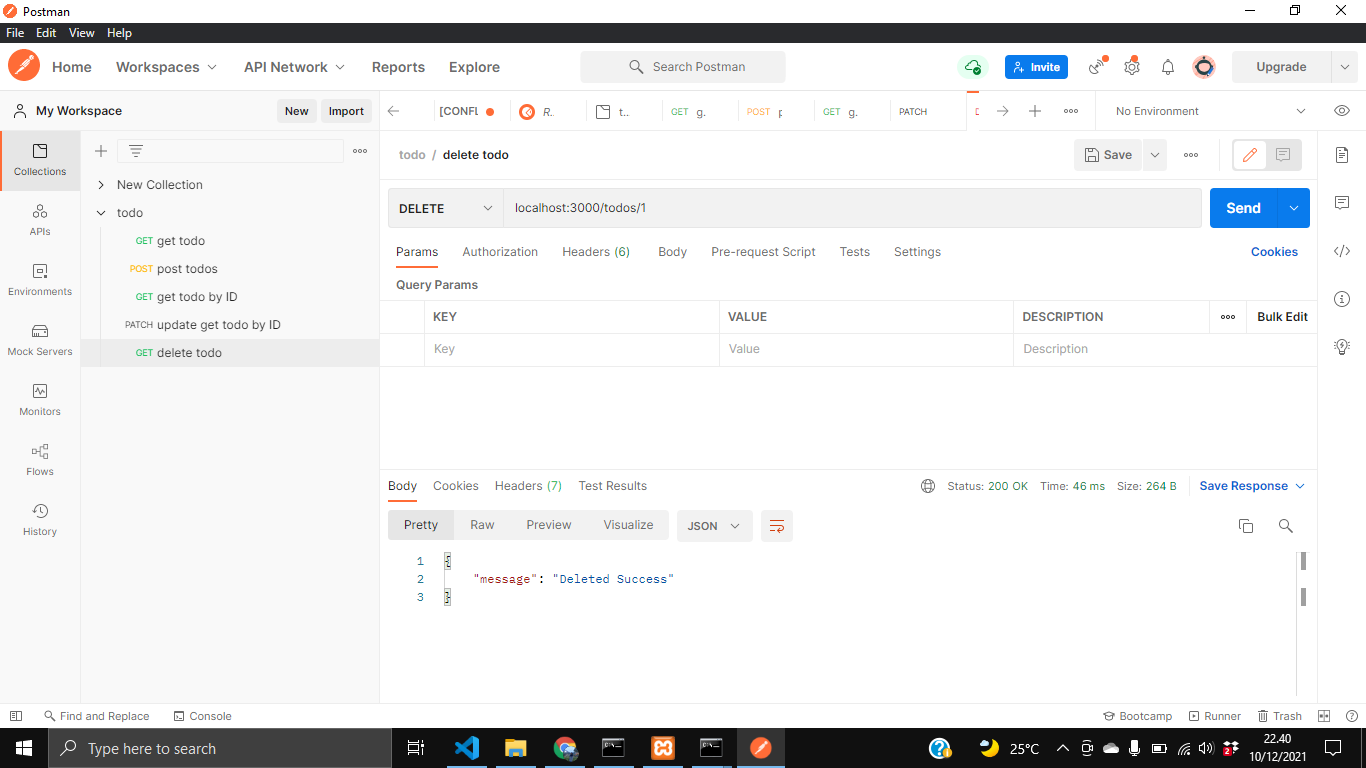 Postman
File Edit View Help
Home Workspaces API Network Reports Explore Search Postman Invite Upgrade
My Workspace New Import [CONFL R.. t.. GET g. POST p GET g. PATCH No Environment
Collections
APIs
Environments
Mock Servers
Monitors
Flows
History
New Collection
todo
GET get todo
POST post todos
GET get todo by ID
PATCH update get todo by ID
GET delete todo
todo / delete todo Save
DELETE localhost:3000/todos/1 Send
Params Authorization Headers (6) Body Pre-request Script Tests Settings Cookies
Query Params
KEY VALUE DESCRIPTION Bulk Edit
Key Value Description
Body Cookies Headers (7) Test Results Status: 200 OK Time: 46 ms Size: 264 B Save Response
Pretty Raw Preview Visualize JSON
1 {
2 "message": "Deleted Success"
3 }
Find and Replace Console Bootcamp Runner Trash
Type here to search 25°C 2 22.40
10/12/2021